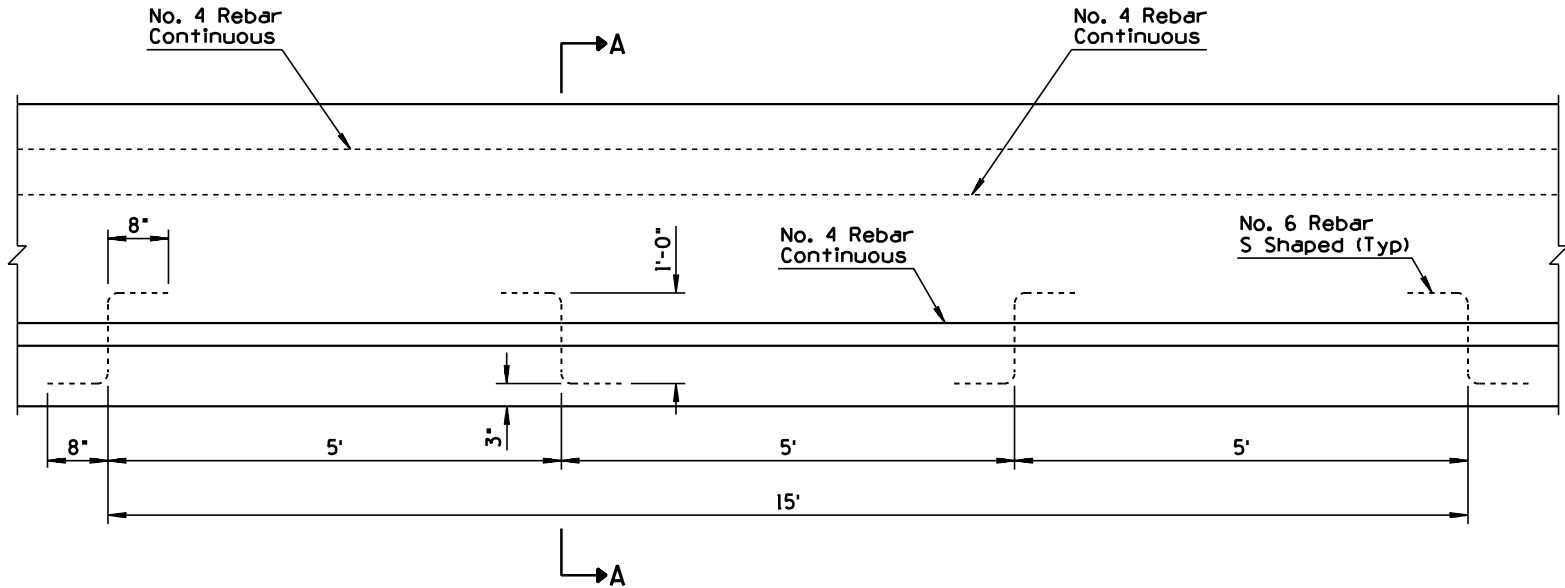 No. 4 Rebar
Continuous
A
No. 4 Rebar
Continuous
8"
No. 4 Rebar
Continuous
1'-0"
No. 6 Rebar
S Shaped (Typ)
8"
5'
3"
5'
5'
15'
A